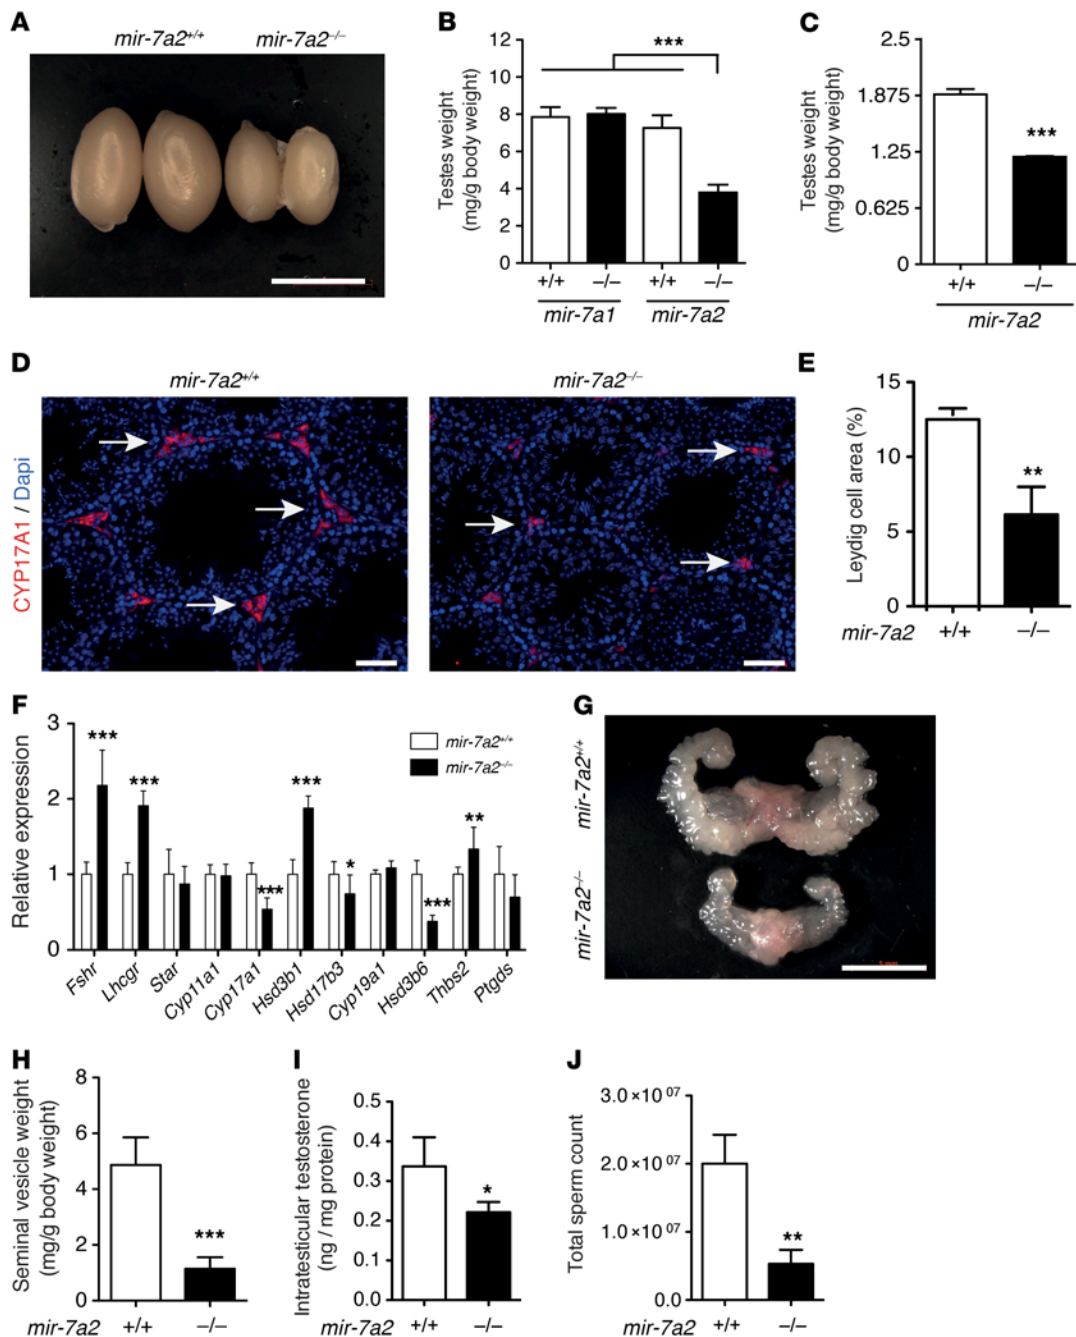 A
mir-7a2+/+ mir-7a2–/–
B
Testes weight
(mg/g body weight)
12
10
8
6
4
2
0
***
+/+ –/– +/+ –/–
mir-7a1 mir-7a2
C
Testes weight
(mg/g body weight)
2.5
1.875
1.25
0.625
0
***
+/+ –/–
mir-7a2
D
mir-7a2+/+ mir-7a2–/–
CYP17A1 / Dapi
E
Leydig cell area (%)
15
10
5
0
**
mir-7a2 +/+ –/–
F
Relative expression
3
2
1
0
mir-7a2+/+
mir-7a2–/–
*** *** *** *** * *** **
Fshr Lhcgr Star Cyp11a1 Cyp17a1 Hsd3b1 Hsd17b3 Cyp19a1 Hsd3b6 Thbs2 Ptgds
G
mir-7a2+/+
mir-7a2–/–
5 mm
H
Seminal vesicle weight
(mg/g body weight)
8
6
4
2
0
***
mir-7a2 +/+ –/–
I
Intratesticular testosterone
(ng / mg protein)
0.5
0.4
0.3
0.2
0.1
0.0
*
mir-7a2 +/+ –/–
J
Total sperm count
3.0×10 07
2.0×10 07
1.0×10 07
0.0
**
mir-7a2 +/+ –/–